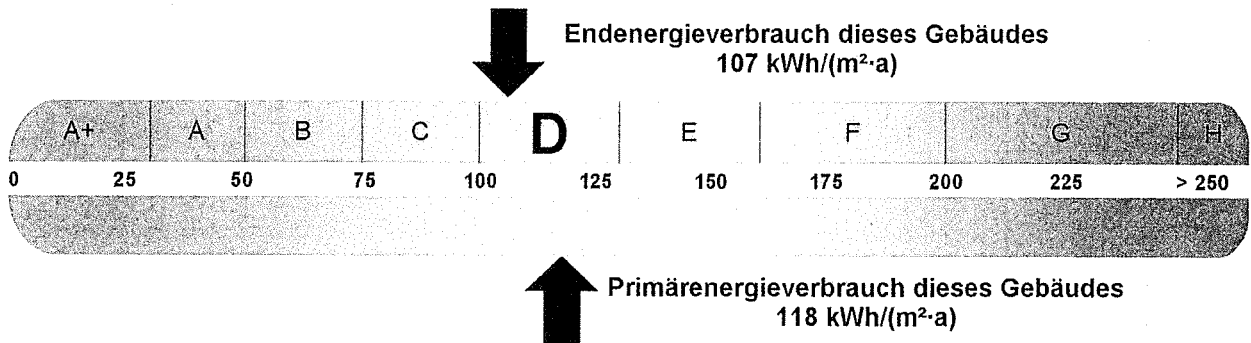 Endenergieverbrauch dieses Gebäudes
107 kWh/(m²·a)
A+ A B C D E F G H
0 25 50 75 100 125 150 175 200 225 > 250
Primärenergieverbrauch dieses Gebäudes
118 kWh/(m²·a)